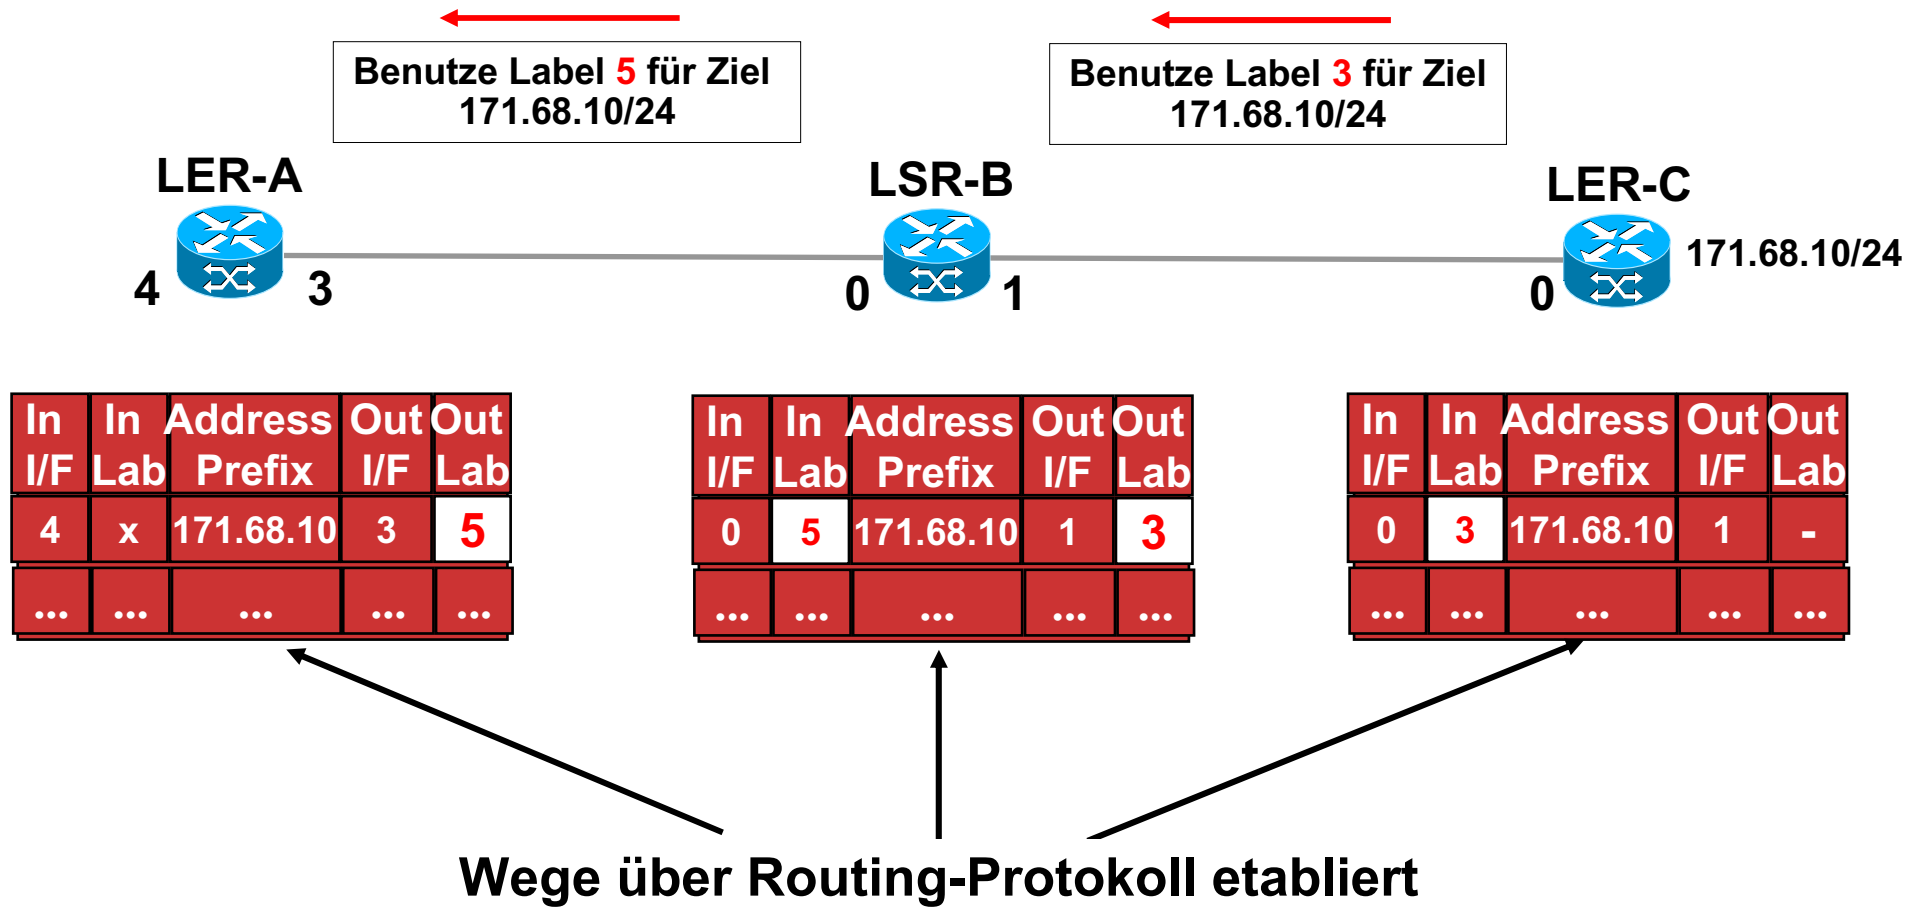 Benutze Label 5 für Ziel
171.68.10/24
Benutze Label 3 für Ziel
171.68.10/24
LER-A
LSR-B
LER-C
171.68.10/24
4
3
0
1
0
In I/F In Lab Address Prefix Out I/F Out Lab
4 x 171.68.10 3 5
... ... ... ... ...
In I/F In Lab Address Prefix Out I/F Out Lab
0 5 171.68.10 1 3
... ... ... ... ...
In I/F In Lab Address Prefix Out I/F Out Lab
0 3 171.68.10 1 -
... ... ... ... ...
Wege über Routing-Protokoll etabliert